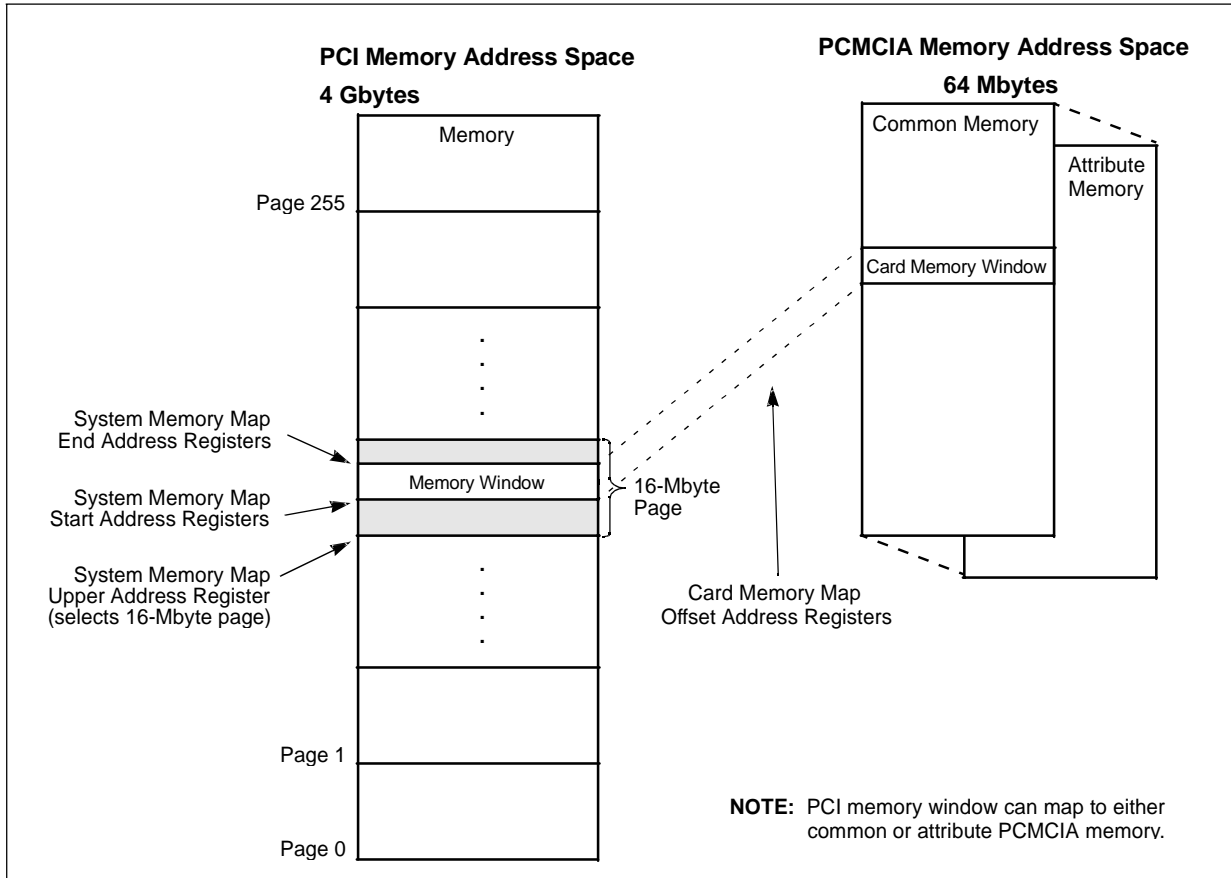 PCI Memory Address Space
4 Gbytes
PCMCIA Memory Address Space
64 Mbytes
Memory
Common Memory
Attribute
Memory
Page 255
Card Memory Window
.
.
.
.
System Memory Map
End Address Registers
Memory Window
16-Mbyte
Page
System Memory Map
Start Address Registers
System Memory Map
Upper Address Register
(selects 16-Mbyte page)
Card Memory Map
Offset Address Registers
.
.
.
.
Page 1
Page 0
NOTE: PCI memory window can map to either
common or attribute PCMCIA memory.